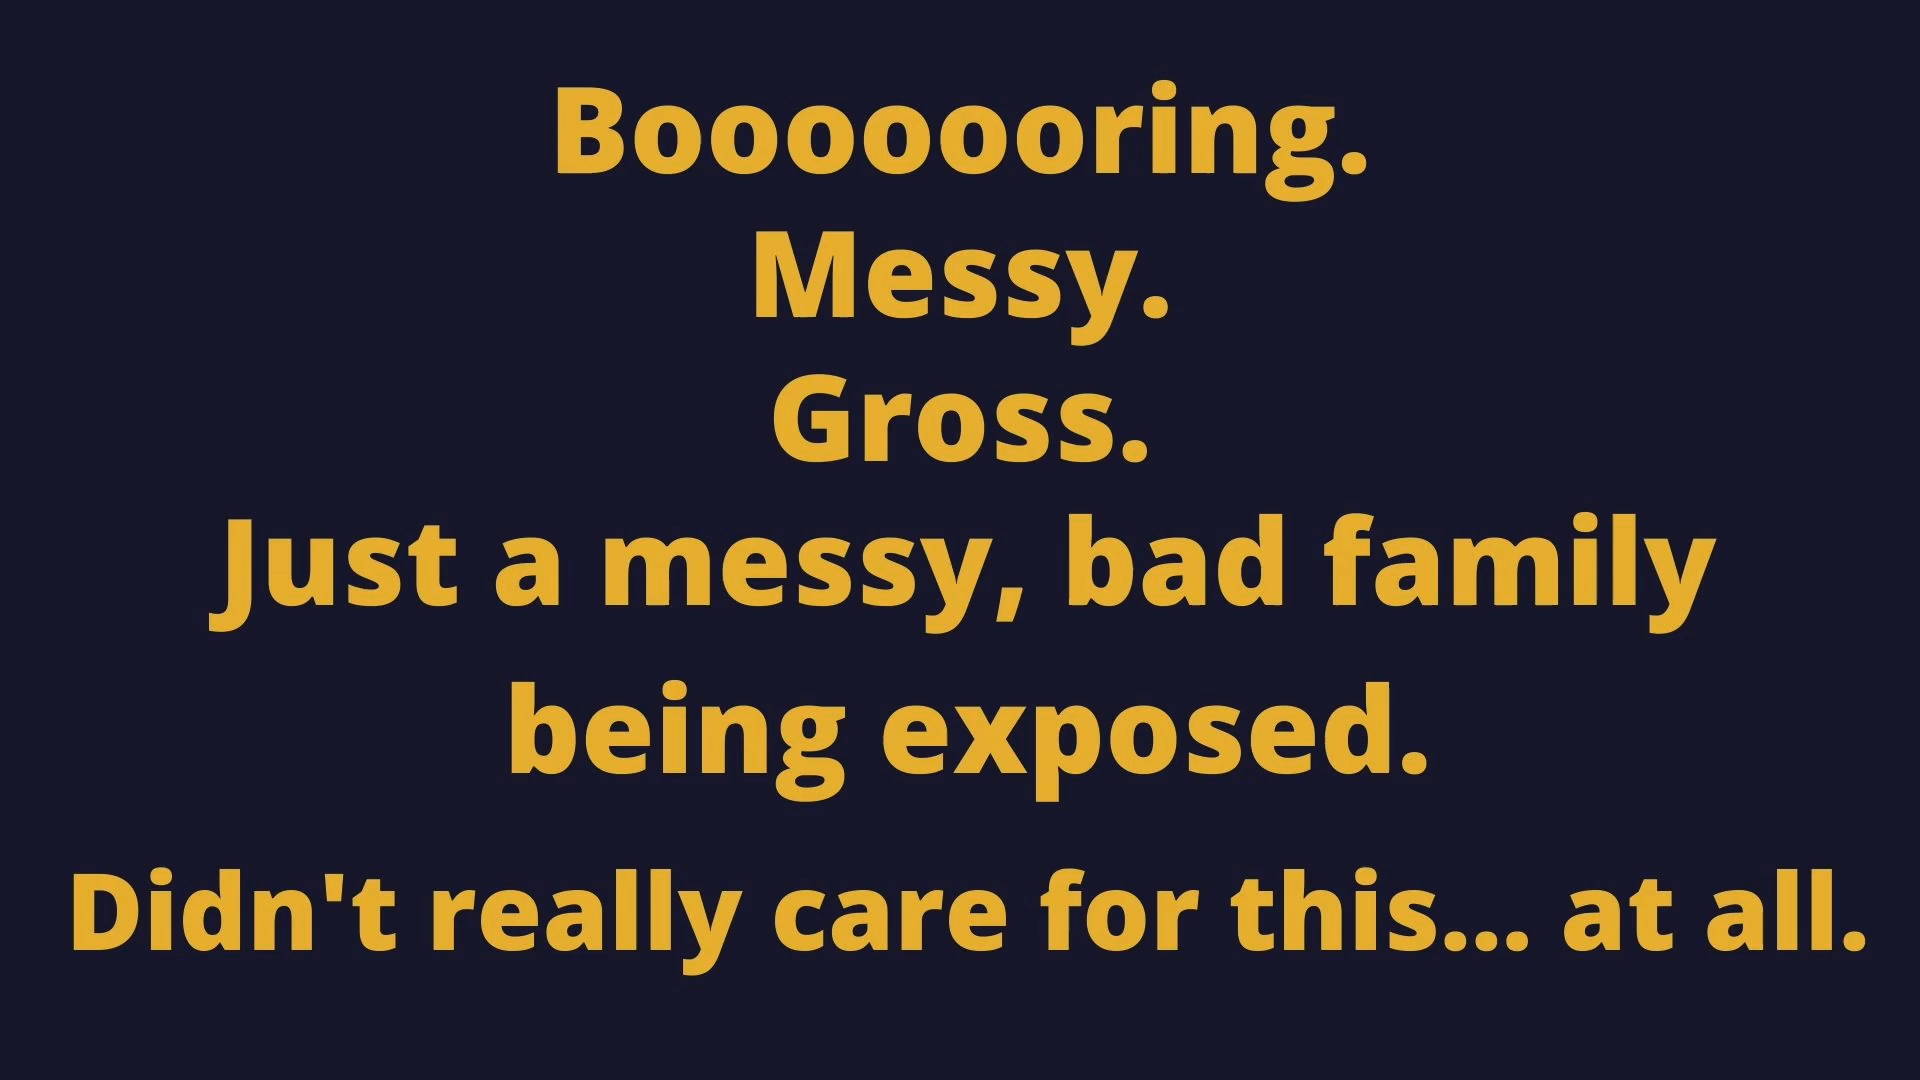 Booooooring.
Messy.
Gross.
Just a messy, bad family
being exposed.
Didn't really care for this... at all.